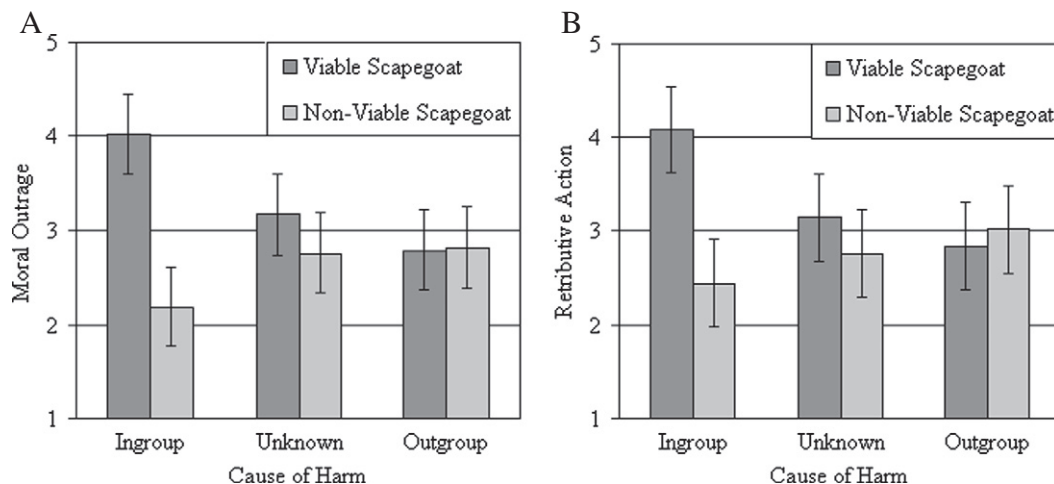 A
Moral Outrage
5
4
3
2
1
Viable Scapegoat
Non-Viable Scapegoat
Ingroup Unknown Outgroup
Cause of Harm
B
Retributive Action
5
4
3
2
1
Viable Scapegoat
Non-Viable Scapegoat
Ingroup Unknown Outgroup
Cause of Harm